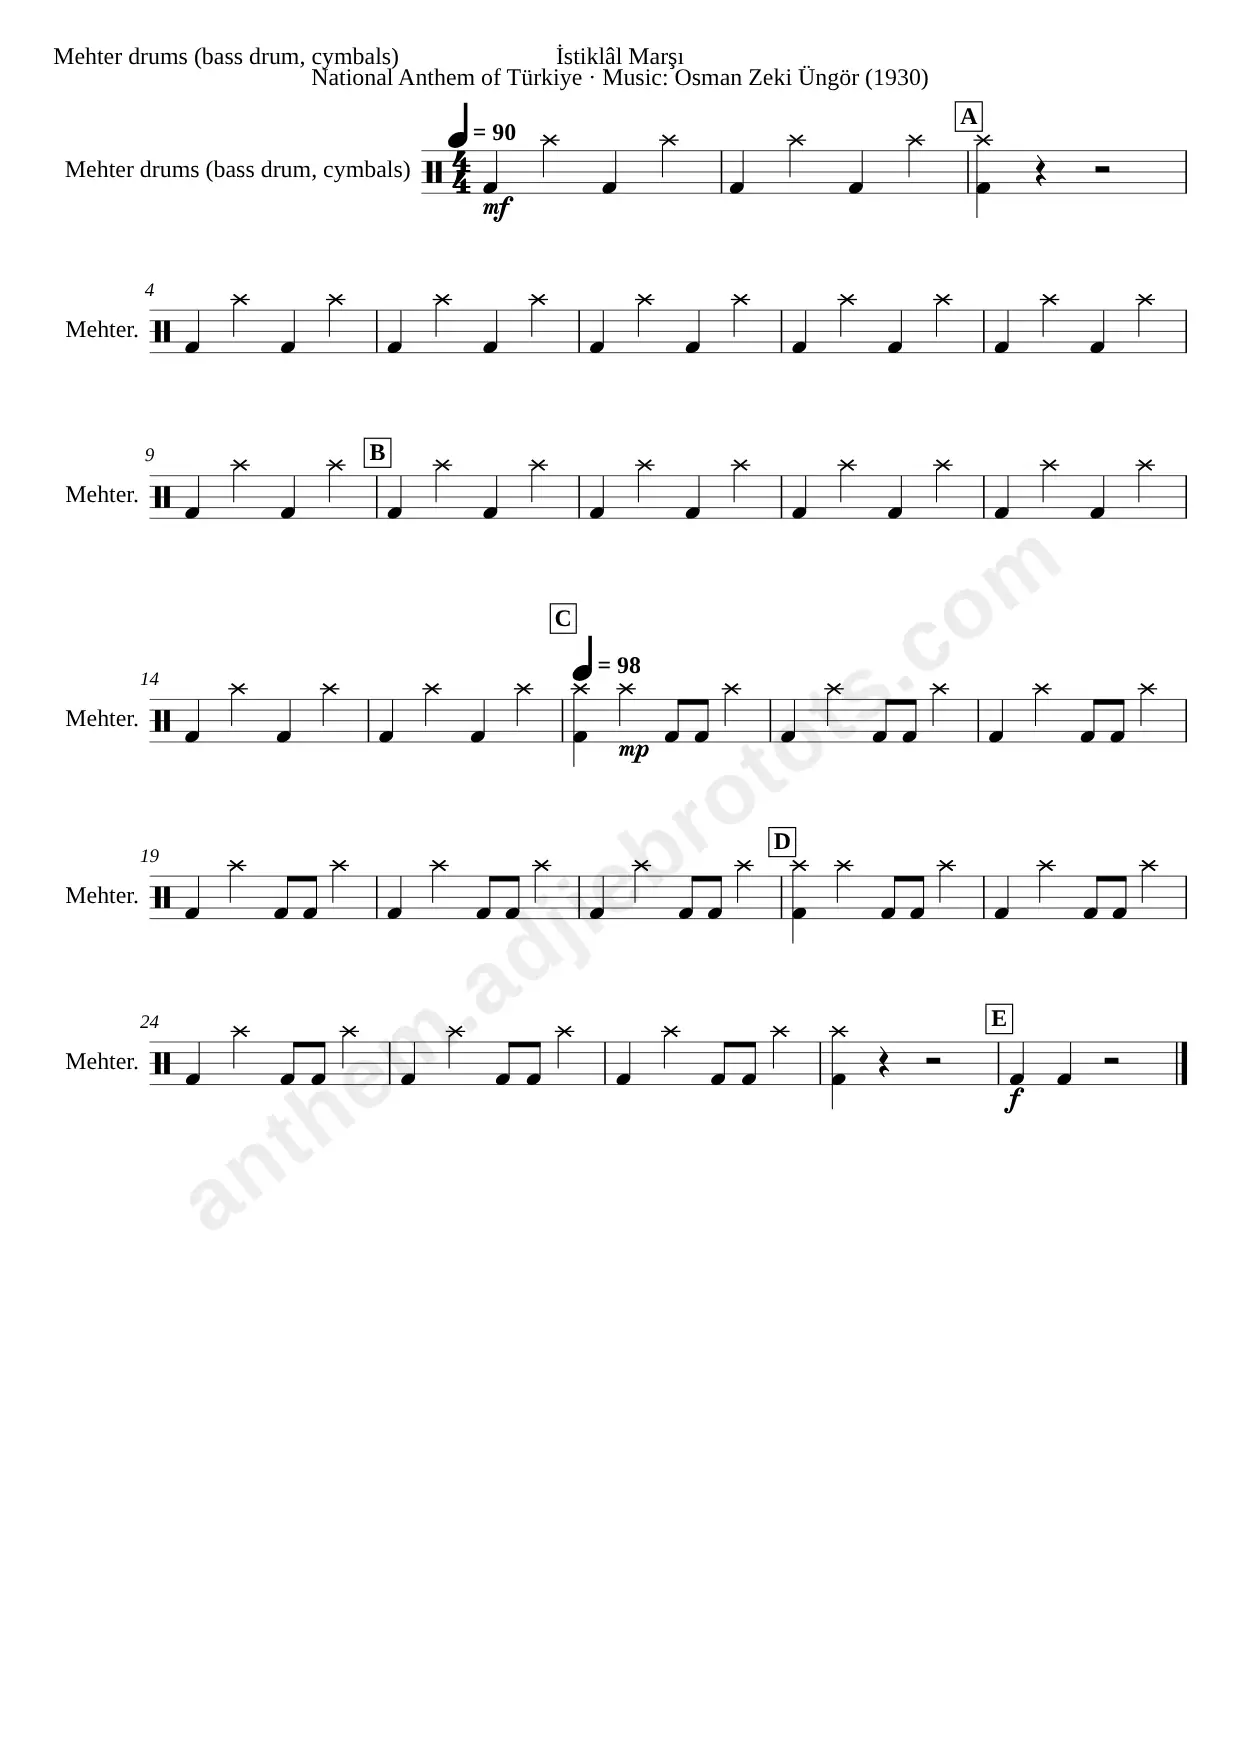 Mehter drums (bass drum, cymbals)
İstiklâl Marşı
National Anthem of Türkiye · Music: Osman Zeki Üngör (1930)
= 90
A
Mehter drums (bass drum, cymbals)
mf
4
Mehter.
9
B
Mehter.
C
= 98
14
Mehter.
mp
19
D
Mehter.
24
E
Mehter.
f
anthem.adjiebrotots.com